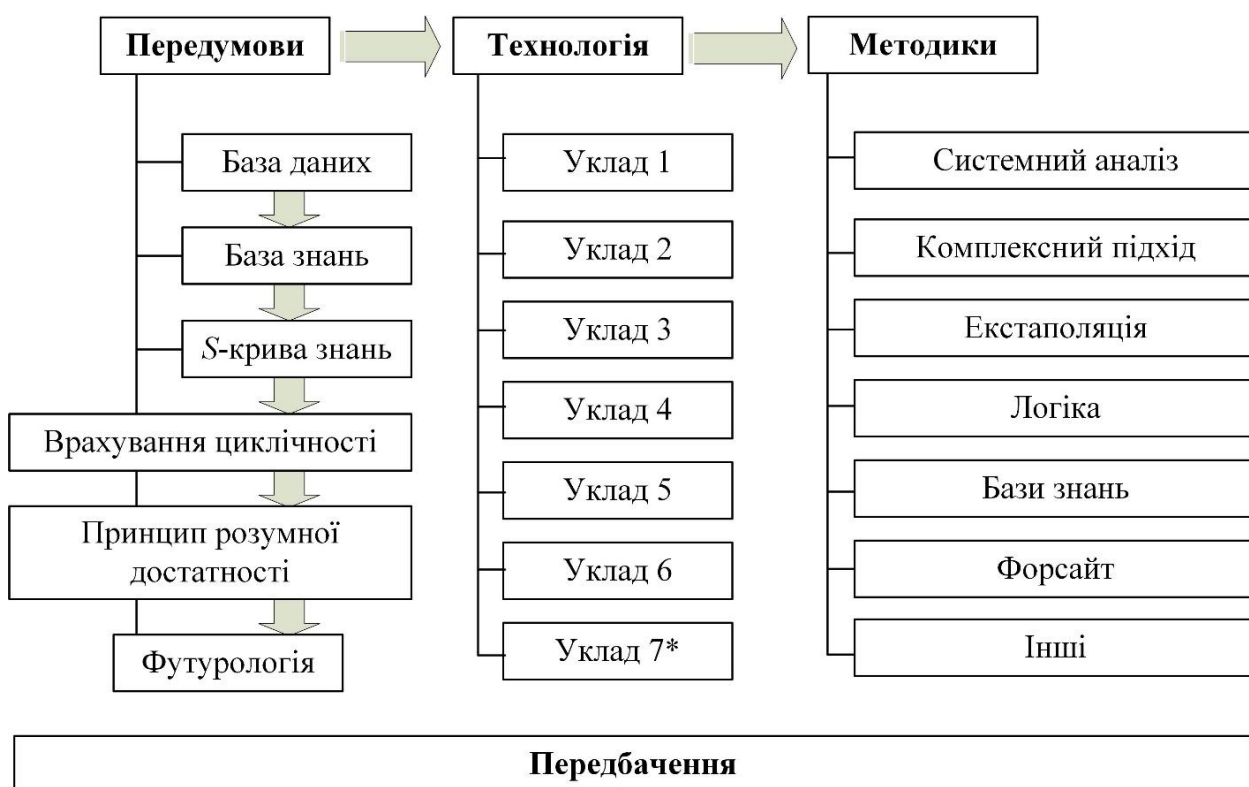 Передумови
Технологія
Методики
База даних
База знань
S-крива знань
Врахування циклічності
Принцип розумної
достатності
Футурологія
Уклад 1
Уклад 2
Уклад 3
Уклад 4
Уклад 5
Уклад 6
Уклад 7*
Системний аналіз
Комплексний підхід
Екстаполяція
Логіка
Бази знань
Форсайт
Інші
Передбачення